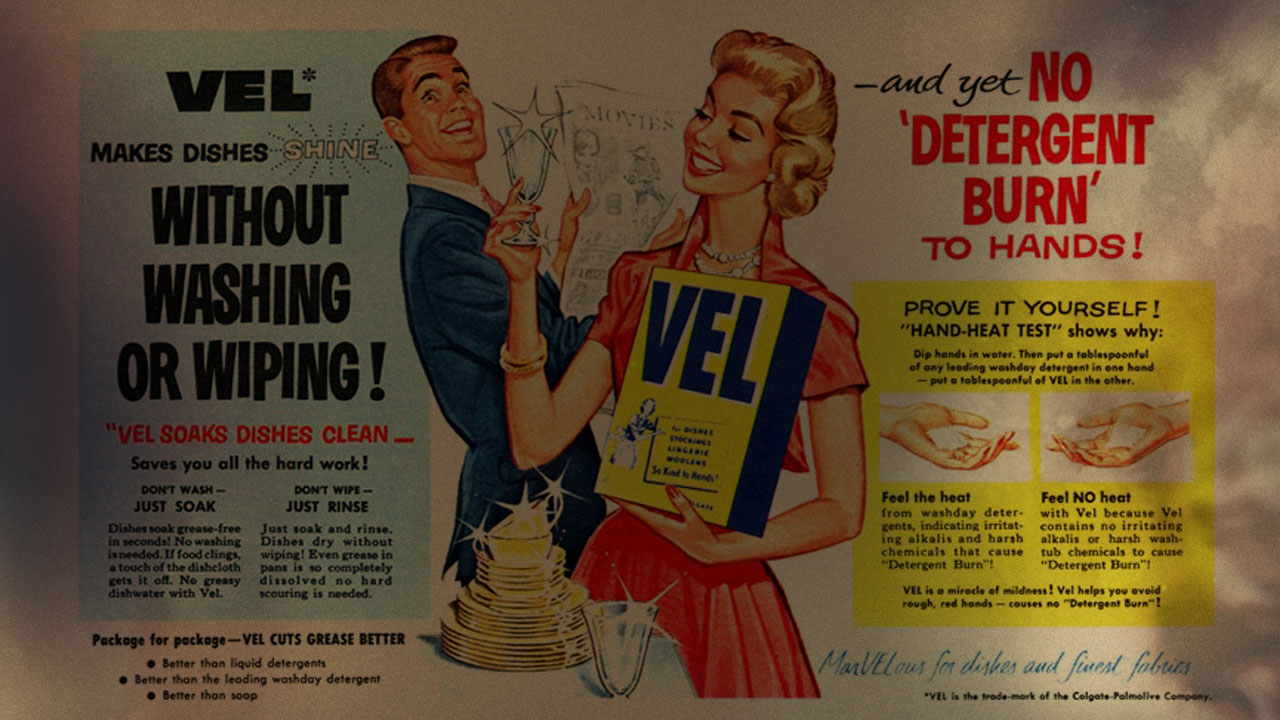 VEL*
MAKES DISHES SHINE
WITHOUT
WASHING
OR WIPING!
"VEL SOAKS DISHES CLEAN—
Saves you all the hard work!
DON'T WASH—
JUST SOAK
Dishes soak grease-free
in seconds! No washing
is needed. If food clings,
a touch of the dishcloth
gets it off. No greasy
dishwater with Vel.
DON'T WIPE—
JUST RINSE
Just soak and rinse.
Dishes dry without
wiping! Even grease in
pans is so completely
dissolved no hard
scouring is needed.
Package for package—VEL CUTS GREASE BETTER
● Better than liquid detergents
● Better than the leading washday detergent
● Better than soap
MOVIES
VEL
for DISHES
STOCKINGS
LINGERIE
WOOLENS
So Kind to Hands!
—and yet NO
'DETERGENT
BURN'
TO HANDS!
PROVE IT YOURSELF!
"HAND-HEAT TEST" shows why:
Dip hands in water. Then put a tablespoonful
of any leading washday detergent in one hand
— put a tablespoonful of VEL in the other.
Feel the heat
from washday deter-
gents, indicating irritat-
ing alkalis and harsh
chemicals that cause
"Detergent Burn"!
Feel NO heat
with Vel because Vel
contains no irritating
alkalis or harsh wash-
tub chemicals to cause
"Detergent Burn"!
VEL is a miracle of mildness! Vel helps you avoid
rough, red hands — causes no "Detergent Burn"!
MarVELous for dishes and finest fabrics
*VEL is the trade-mark of the Colgate-Palmolive Company.